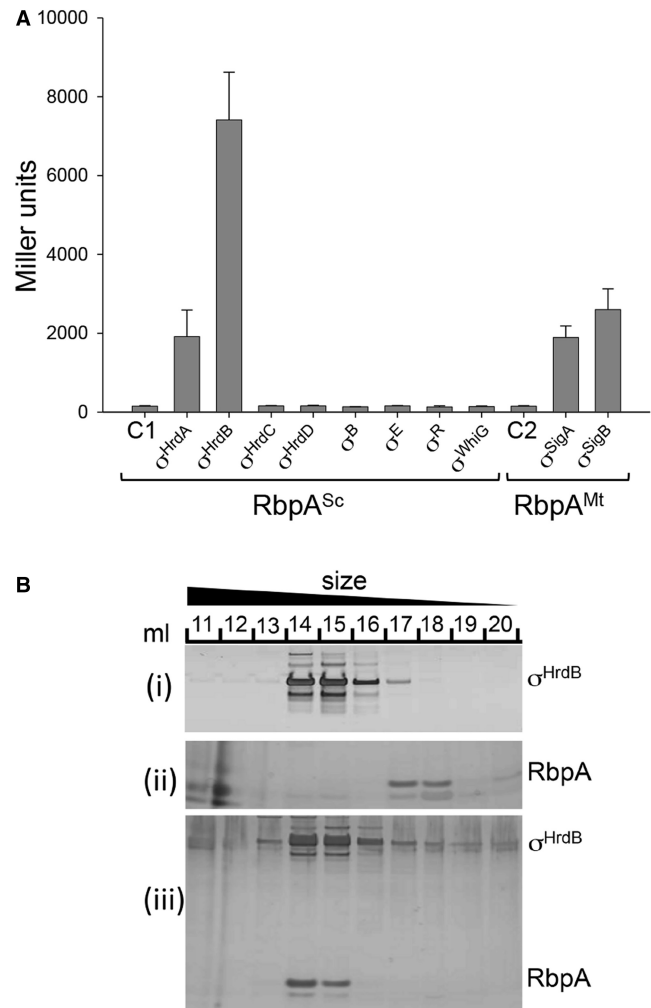 A
10000
8000
6000
4000
2000
0
Miller units
C1 σHrdA σHrdB σHrdC σHrdD σB σE σR σWhiG C2 σSigA σSigB
RbpASc RbpAMt
B
size
ml 11 12 13 14 15 16 17 18 19 20
(i) σHrdB
(ii) RbpA
σHrdB
(iii)
RbpA